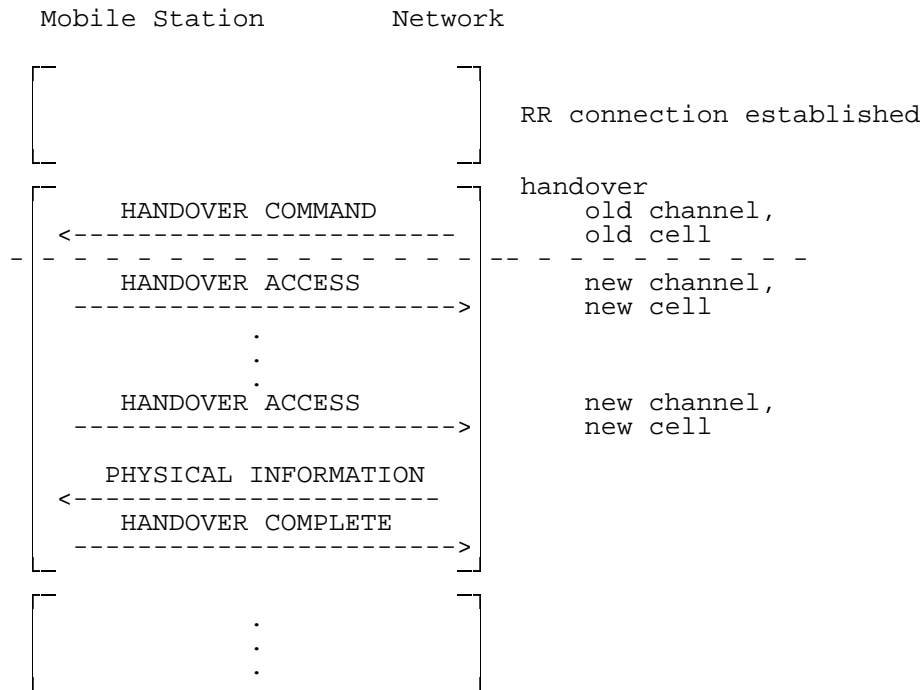 Mobile Station Network
RR connection established
handover
HANDOVER COMMAND old channel,
<------------------------ old cell
- - - - - - - - - - - - - - - -- - - - - - - - - -
HANDOVER ACCESS new channel,
------------------------> new cell
.
.
.
HANDOVER ACCESS new channel,
------------------------> new cell
PHYSICAL INFORMATION
<-----------------------
HANDOVER COMPLETE
------------------------>
.
.
.